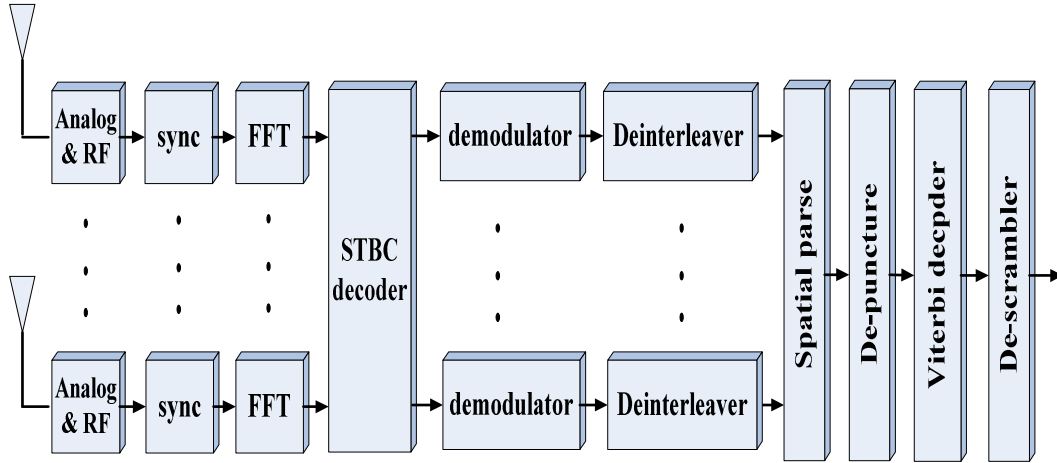 Analog
& RF
sync
FFT
STBC
decoder
demodulator
Deinterleaver
Spatial parse
De-puncture
Viterbi decpder
De-scrambler
Analog
& RF
sync
FFT
demodulator
Deinterleaver